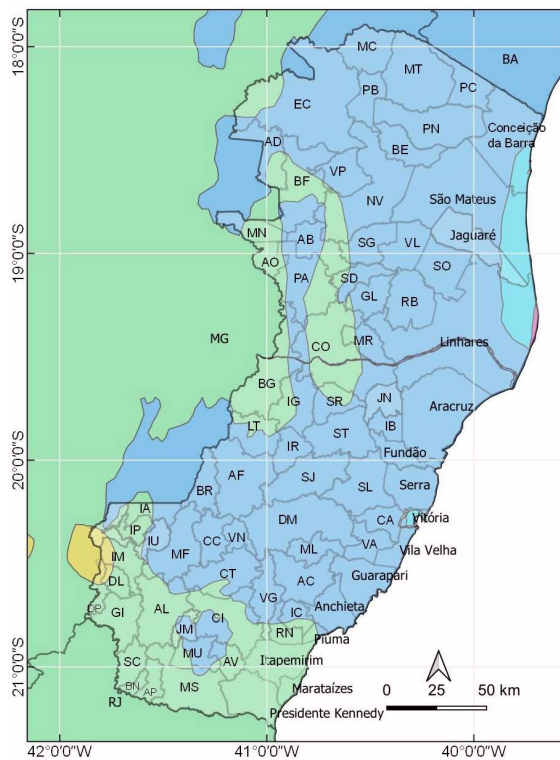 18°0'0"S
MC
BA
MT
PB
PC
EC
Conceição
da Barra
PN
AD
BE
VP
BF
NV
São Mateus
MN
AB
SG
VL
Jaguaré
19°0'0"S
AO
SO
PA
SD
GL
RB
MG
CO
MR
Linhares
BG
IG
SR
JN
Aracruz
LT
ST
IB
IR
Fundão
20°0'0"S
AF
SJ
BR
SL
Serra
IA
DM
CA
Vitória
IP
IU
CC
VN
MF
ML
VA
Vila Velha
IM
CT
Guarapari
DL
AC
VG
DP
GI
AL
IC
Anchieta
CI
JM
RN
Piúma
MU
SC
AV
Itapemirim
21°0'0"S
BN
AP
MS
Marataízes
RJ
Presidente Kennedy
0 25 50 km
42°0'0"W 41°0'0"W 40°0'0"W